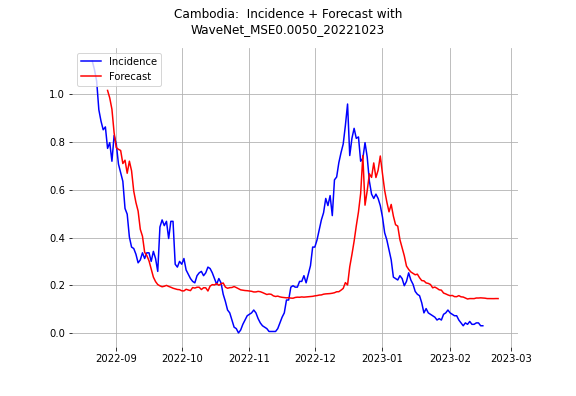 Cambodia:  Incidence + Forecast with
WaveNet_MSE0.0050_20221023
Incidence
Forecast
1.0
0.8
0.6
0.4
0.2
0.0
2022-09 2022-10 2022-11 2022-12 2023-01 2023-02 2023-03